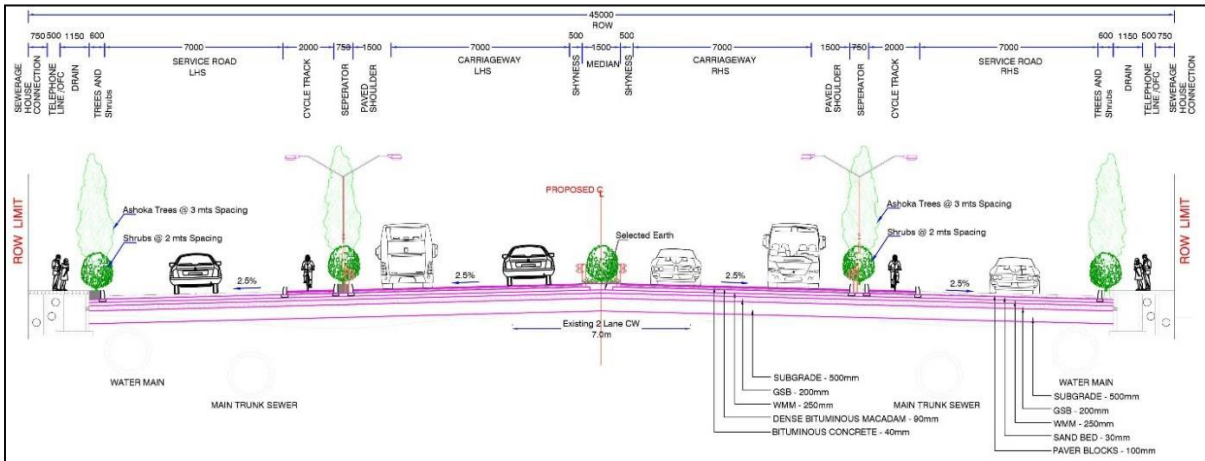 45000
ROW
750 500 1150 600 7000 2000 750 1500 7000 500 1500 500 7000 1500 750 2000 7000 600 1150 500 750
SEWERAGE
HOUSE
CONNECTION
TELEPHONE
LINE /OFC
DRAIN
TREES AND
Shrubs
SERVICE ROAD
LHS
CYCLE TRACK
SEPERATOR
PAVED
SHOULDER
CARRIAGEWAY
LHS
SHYNESS
MEDIAN
SHYNESS
CARRIAGEWAY
RHS
PAVED
SHOULDER
SEPERATOR
CYCLE TRACK
SERVICE ROAD
RHS
TREES AND
Shrubs
DRAIN
TELEPHONE
LINE /OFC
SEWERAGE
HOUSE
CONNECTION
ROW LIMIT
Ashoka Trees @ 3 mts Spacing
Shrubs @ 2 mts Spacing
2.5%
2.5%
PROPOSED CL
Selected Earth
2.5%
Ashoka Trees @ 3 mts Spacing
Shrubs @ 2 mts Spacing
2.5%
ROW LIMIT
Existing 2 Lane CW
7.0m
WATER MAIN
MAIN TRUNK SEWER
SUBGRADE - 500mm
GSB - 200mm
WMM - 250mm
DENSE BITUMINOUS MACADAM - 90mm
BITUMINOUS CONCRETE - 40mm
MAIN TRUNK SEWER
WATER MAIN
SUBGRADE - 500mm
GSB - 200mm
WMM - 250mm
SAND BED - 30mm
PAVER BLOCKS - 100mm